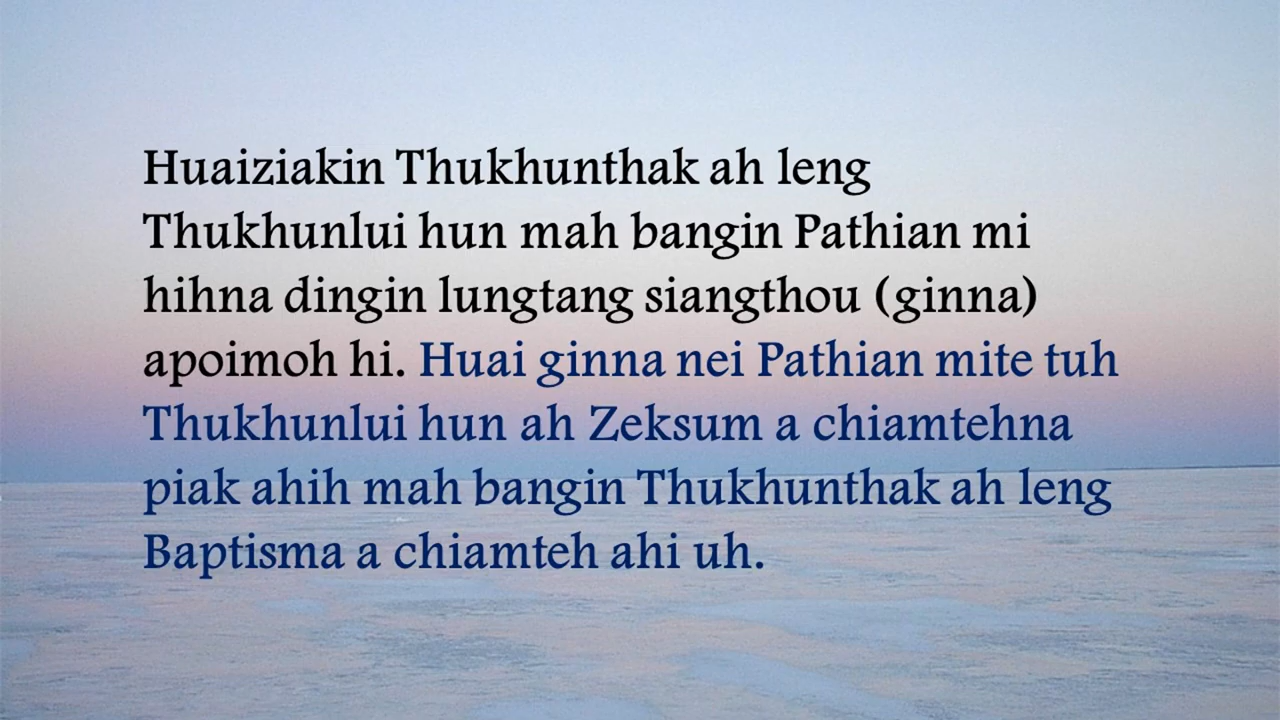 Huaiziakin Thukhunthak ah leng
Thukhunlui hun mah bangin Pathian mi
hihna dingin lungtang siangthou (ginna)
apoimoh hi. Huai ginna nei Pathian mite tuh
Thukhunlui hun ah Zeksum a chiamtehna
piak ahih mah bangin Thukhunthak ah leng
Baptisma a chiamteh ahi uh.